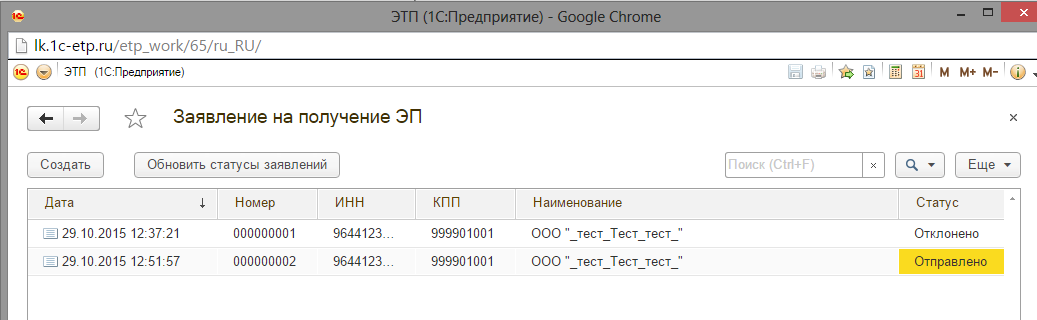 ЭТП (1С:Предприятие) - Google Chrome
lk.1c-etp.ru/etp_work/65/ru_RU/
1С ЭТП (1С:Предприятие) 31 M M+ M-
Заявление на получение ЭП
Создать Обновить статусы заявлений Поиск (Ctrl+F) Еще
Дата Номер ИНН КПП Наименование Статус
29.10.2015 12:37:21 000000001 9644123... 999901001 ООО "_тест_Тест_тест_" Отклонено
29.10.2015 12:51:57 000000002 9644123... 999901001 ООО "_тест_Тест_тест_" Отправлено